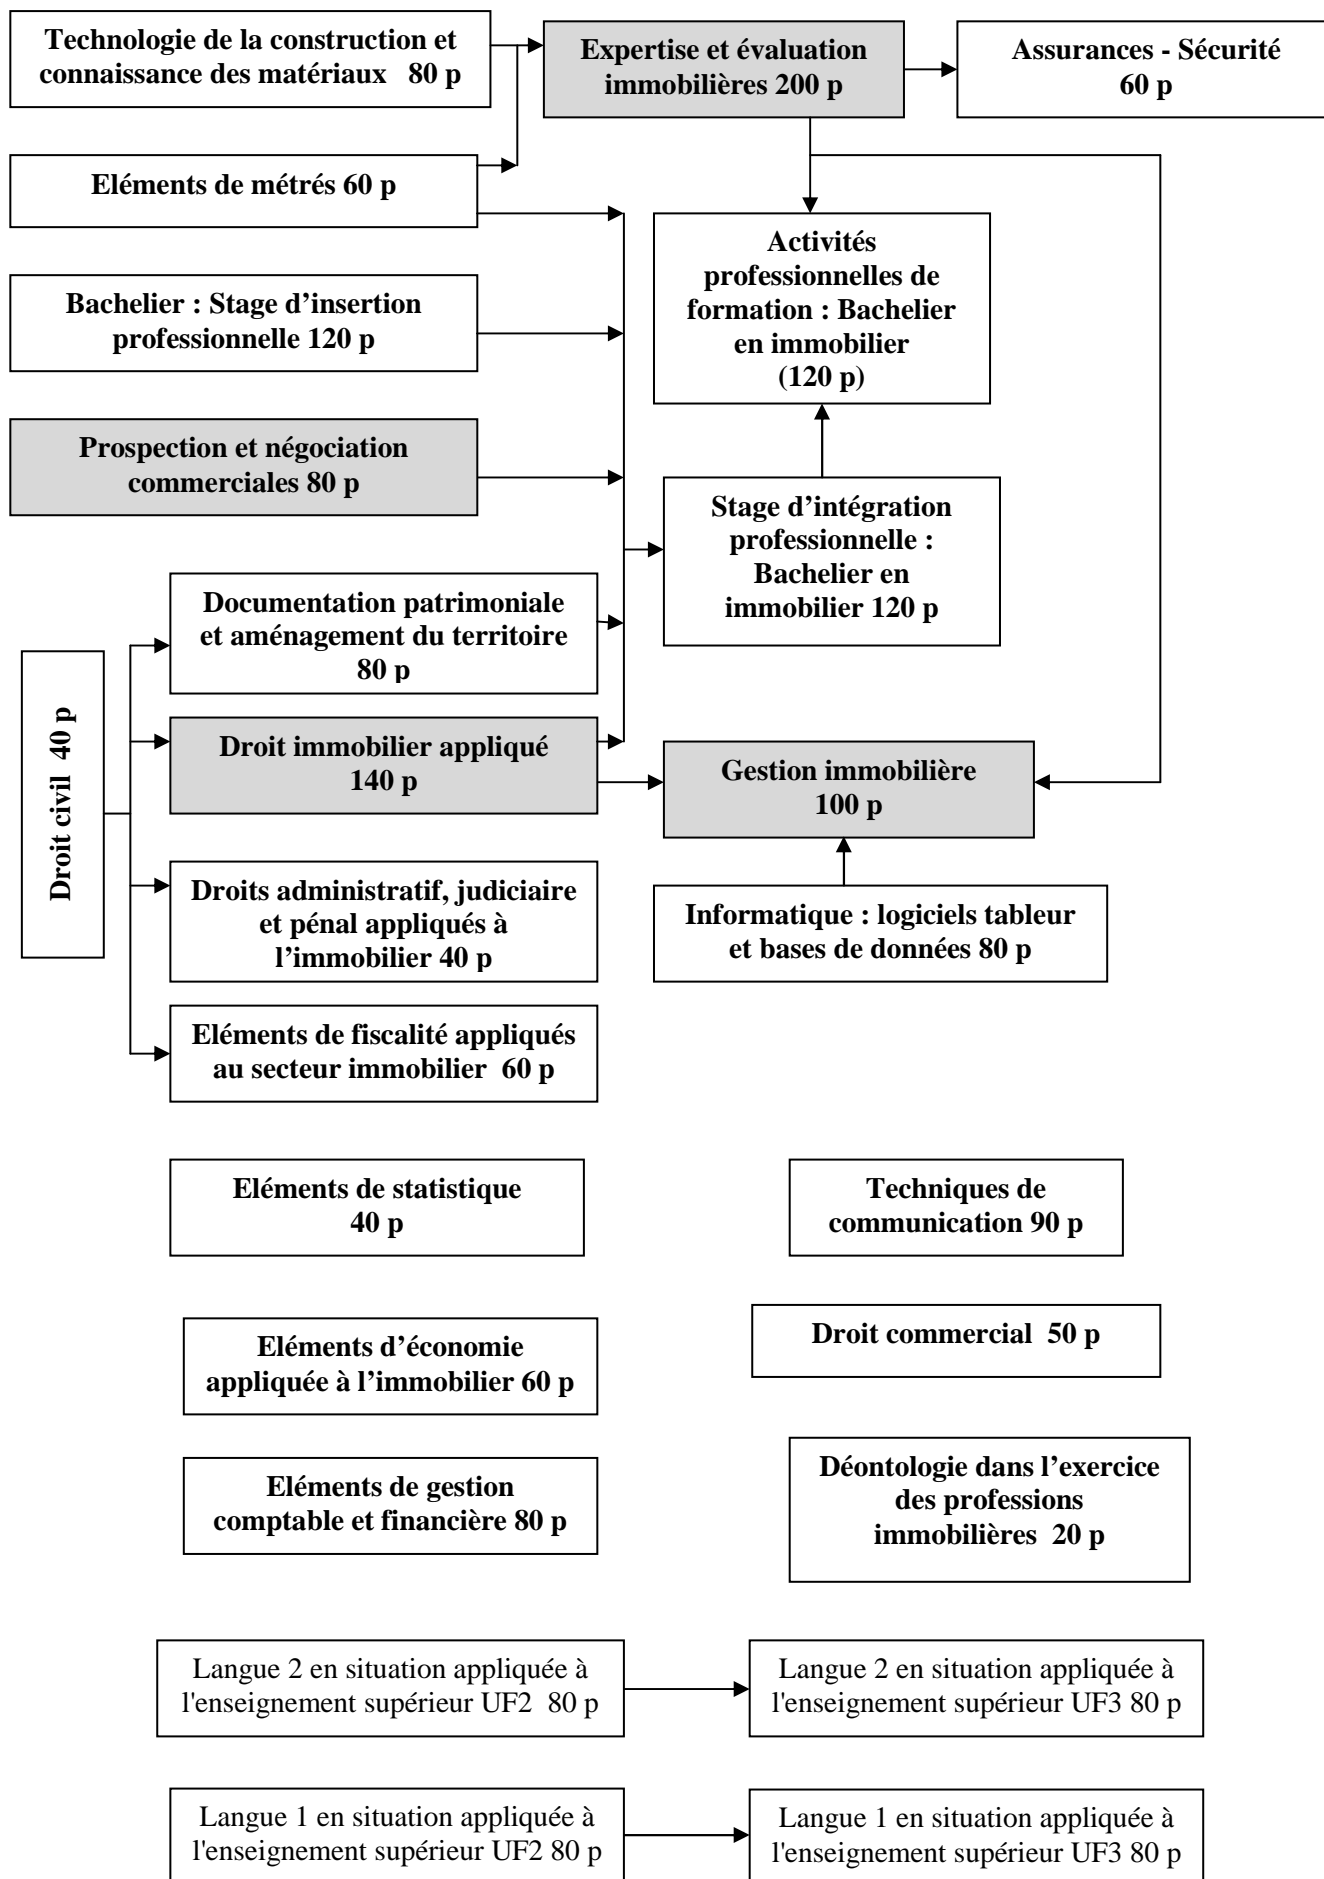 Technologie de la construction et
connaissance des matériaux 80 p
Expertise et évaluation
immobilières 200 p
Assurances - Sécurité
60 p
Eléments de métrés 60 p
Activités
professionnelles de
formation : Bachelier
en immobilier
(120 p)
Bachelier : Stage d’insertion
professionnelle 120 p
Prospection et négociation
commerciales 80 p
Stage d’intégration
professionnelle :
Bachelier en
immobilier 120 p
Documentation patrimoniale
et aménagement du territoire
80 p
Droit civil 40 p
Droit immobilier appliqué
140 p
Gestion immobilière
100 p
Droits administratif, judiciaire
et pénal appliqués à
l’immobilier 40 p
Informatique : logiciels tableur
et bases de données 80 p
Eléments de fiscalité appliqués
au secteur immobilier 60 p
Eléments de statistique
40 p
Techniques de
communication 90 p
Eléments d’économie
appliquée à l’immobilier 60 p
Droit commercial 50 p
Eléments de gestion
comptable et financière 80 p
Déontologie dans l’exercice
des professions
immobilières 20 p
Langue 2 en situation appliquée à
l'enseignement supérieur UF2 80 p
Langue 2 en situation appliquée à
l'enseignement supérieur UF3 80 p
Langue 1 en situation appliquée à
l'enseignement supérieur UF2 80 p
Langue 1 en situation appliquée à
l'enseignement supérieur UF3 80 p